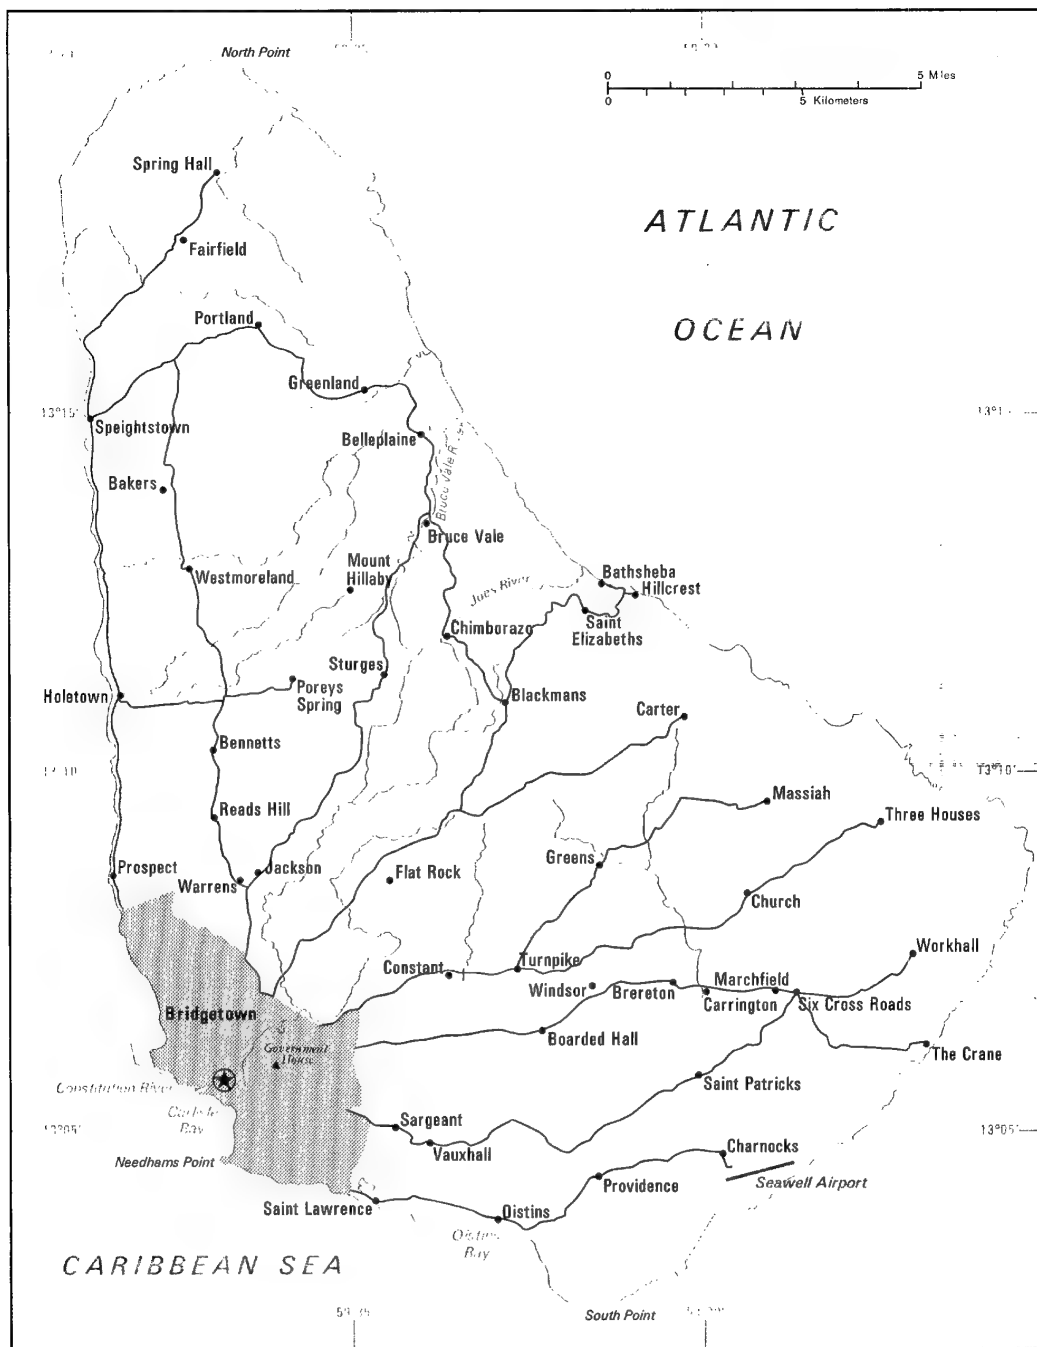 North Point
0 5 Miles
0 5 Kilometers
Spring Hall
ATLANTIC
Fairfield
Portland
OCEAN
Greenland
Speightstown
Belleplaine
Bruce Vale R.
Bakers
Bruce Vale
Mount
Hillaby
Westmoreland
Bathsheba
Joes River
Hillcrest
Saint
Elizabeths
Chimborazo
Sturges
Holetown
Poreys
Spring
Blackmans
Carter
Bennetts
13°10'
Massiah
Reads Hill
Three Houses
Greens
Prospect
Jackson
Flat Rock
Warrens
Church
Workhall
Turnpike
Constant
Windsor
Brereton
Marchfield
Carrington
Six Cross Roads
Bridgetown
Boarded Hall
Government
House
The Crane
Saint Patricks
Constitution River
Carlisle
Bay
Sargeant
13°05'
13°05'
Vauxhall
Charnocks
Needhams Point
Seawell Airport
Providence
Saint Lawrence
Oistins
Oistins
Bay
CARIBBEAN SEA
South Point